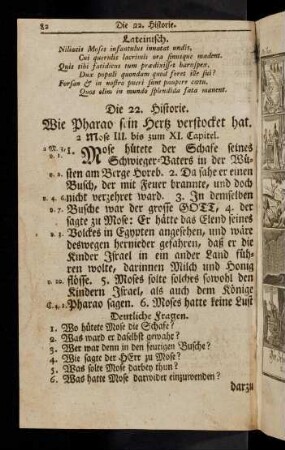 82 Die 22. Historie.
Lateinisch.
Niliacis Moses infantulus innatat undis,
Cui querulis lacrimis ora sinusque madent.
Quis tibi fatidicus tum prædixisset haruspex,
Dux populi quondam quod foret ille sui?
Forsan & in nostro pueri sunt paupere cœtu,
Quos olim in mundo splendida fata manent.
Die 22. Historie.
Wie Pharao s.in Hertz verstocket hat.
2 Mose III. bis zum XI. Capitel.
1. Mose hütete der Schafe seines
Schwieger-Vaters in der Wü-
sten am Berge Horeb. 2. Da sahe er einen
Busch, der mit Feuer brannte, und doch
nicht verzehret ward. 3. In demselben
v. 7. Busche war der grosse GOtt, 4. der
sagte zu Mose: Er hätte das Elend seines
Volckes in Egypten angesehen, und wäre
deswegen hernieder gefahren, daß er die
Kinder Israel in ein ander Land füh-
ren wolte, darinnen Milch und Honig
flösse. 5. Moses solte solches sowohl den
Kindern Israel, als auch dem Könige
Pharao sagen. 6. Moses hatte keine Lust
Deutliche Fragen.
1. Wo hütete Mose die Schafe?
2. Was ward er daselbst gewahr?
3. Wer war denn in den feurigen Busche?
4. Wie sagte der HErr zu Mose?
5. Was solte Mose darbey thun?
6. Was hatte Mose darwider einzuwenden?
darzu